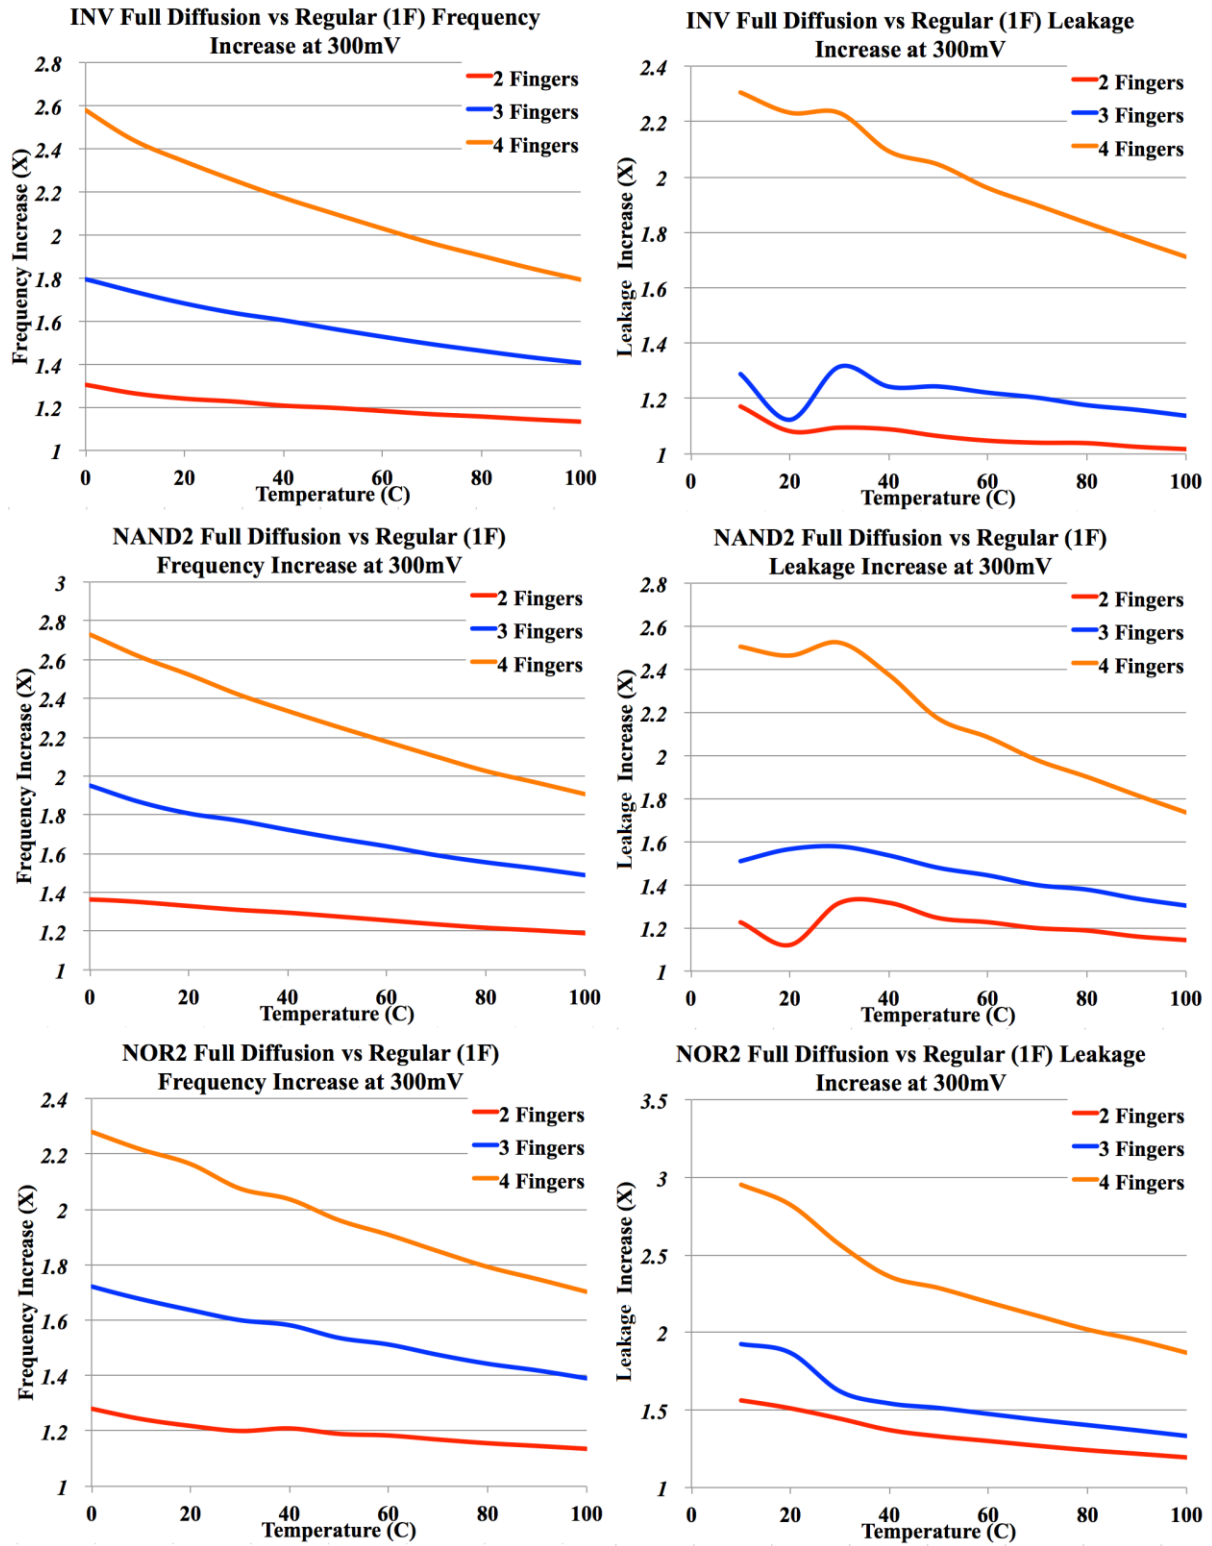 INV Full Diffusion vs Regular (1F) Frequency
Increase at 300mV
2.8
2.6
2.4
2.2
2
1.8
1.6
1.4
1.2
1
Frequency Increase (X)
2 Fingers
3 Fingers
4 Fingers
0 20 40 60 80 100
Temperature (C)
INV Full Diffusion vs Regular (1F) Leakage
Increase at 300mV
2.4
2.2
2
1.8
1.6
1.4
1.2
1
Leakage Increase (X)
2 Fingers
3 Fingers
4 Fingers
0 20 40 60 80 100
Temperature (C)
NAND2 Full Diffusion vs Regular (1F)
Frequency Increase at 300mV
3
2.8
2.6
2.4
2.2
2
1.8
1.6
1.4
1.2
1
Frequency Increase (X)
2 Fingers
3 Fingers
4 Fingers
0 20 40 60 80 100
Temperature (C)
NAND2 Full Diffusion vs Regular (1F)
Leakage Increase at 300mV
2.8
2.6
2.4
2.2
2
1.8
1.6
1.4
1.2
1
Leakage Increase (X)
2 Fingers
3 Fingers
4 Fingers
0 20 40 60 80 100
Temperature (C)
NOR2 Full Diffusion vs Regular (1F)
Frequency Increase at 300mV
2.4
2.2
2
1.8
1.6
1.4
1.2
1
Frequency Increase (X)
2 Fingers
3 Fingers
4 Fingers
0 20 40 60 80 100
Temperature (C)
NOR2 Full Diffusion vs Regular (1F) Leakage
Increase at 300mV
3.5
3
2.5
2
1.5
1
Leakage Increase (X)
2 Fingers
3 Fingers
4 Fingers
0 20 40 60 80 100
Temperature (C)